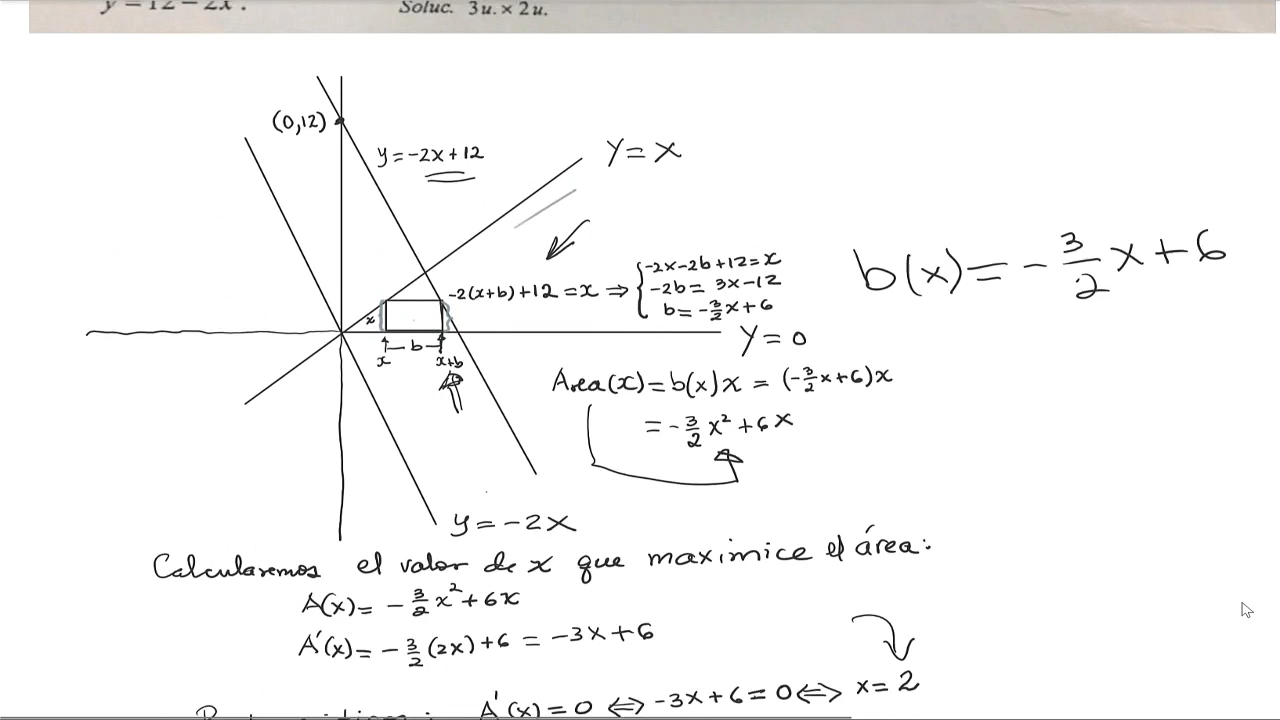 y = 12 − 2x. Soluc. 3u. × 2u.
(0,12)
y = -2x + 12
y = x
-2(x+b) + 12 = x ⇒ { -2x - 2b + 12 = x
-2b = 3x - 12
b = -3/2 x + 6
b(x) = - 3/2 x + 6
x
b
x x+b
y = 0
Area(x) = b(x)x = (-3/2 x + 6)x
= -3/2 x² + 6x
y = -2x
Calcularemos el valor de x que maximice el área:
A(x) = - 3/2 x² + 6x
A'(x) = - 3/2 (2x) + 6 = -3x + 6
A'(x) = 0 ⟺ -3x + 6 = 0 ⟺ x = 2